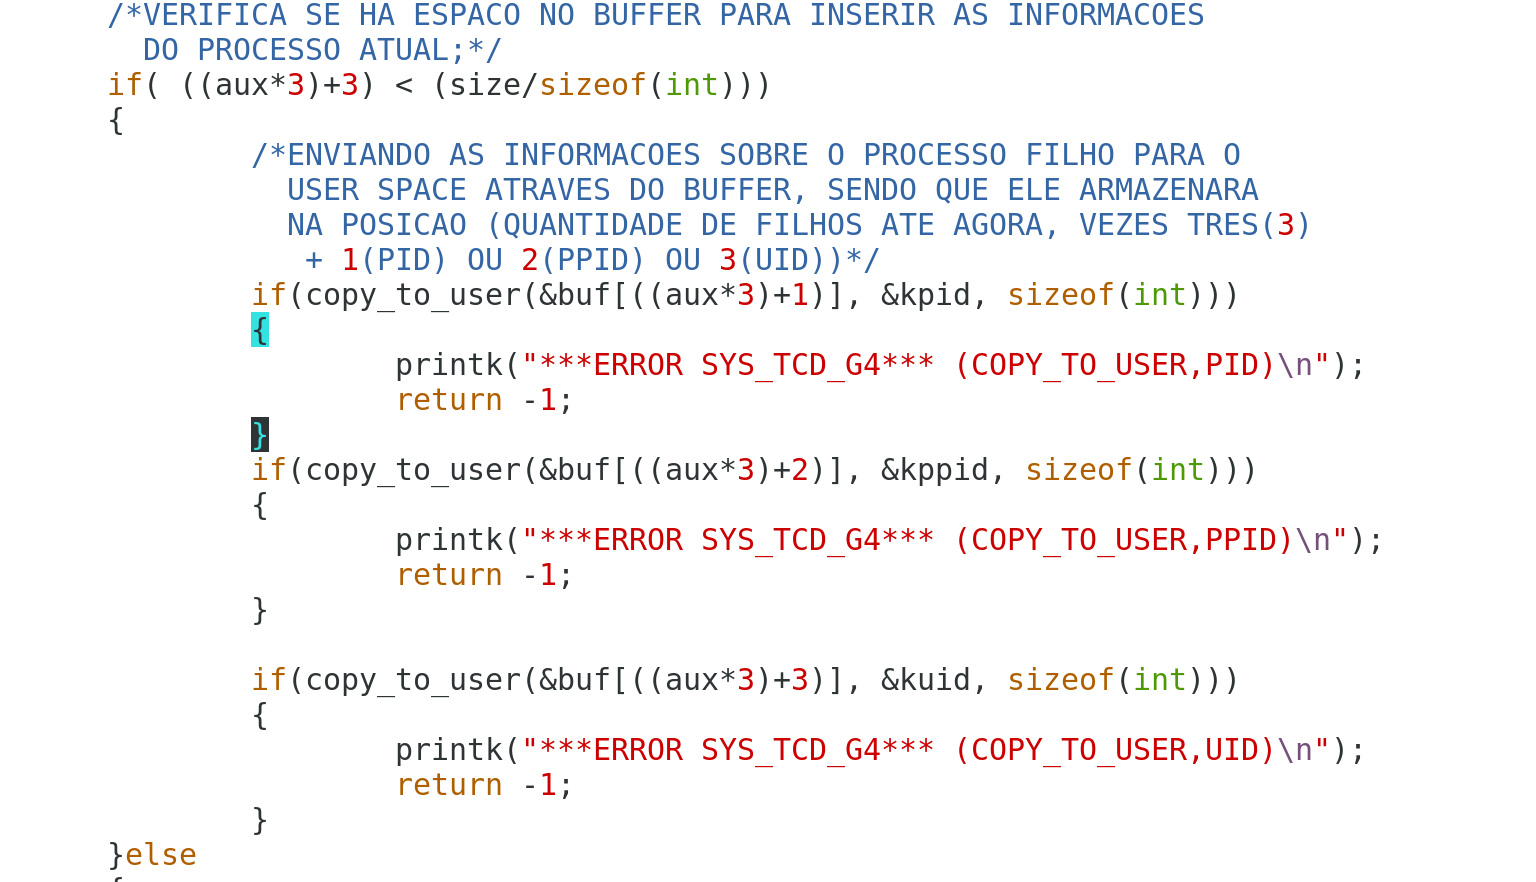 /*VERIFICA SE HA ESPACO NO BUFFER PARA INSERIR AS INFORMACOES
DO PROCESSO ATUAL;*/
if( ((aux*3)+3) < (size/sizeof(int)))
{
/*ENVIANDO AS INFORMACOES SOBRE O PROCESSO FILHO PARA O
USER SPACE ATRAVES DO BUFFER, SENDO QUE ELE ARMAZENARA
NA POSICAO (QUANTIDADE DE FILHOS ATE AGORA, VEZES TRES(3)
+ 1(PID) OU 2(PPID) OU 3(UID))*/
if(copy_to_user(&buf[((aux*3)+1)], &kpid, sizeof(int)))
{
printk("***ERROR SYS_TCD_G4*** (COPY_TO_USER,PID)\n");
return -1;
}
if(copy_to_user(&buf[((aux*3)+2)], &kppid, sizeof(int)))
{
printk("***ERROR SYS_TCD_G4*** (COPY_TO_USER,PPID)\n");
return -1;
}
if(copy_to_user(&buf[((aux*3)+3)], &kuid, sizeof(int)))
{
printk("***ERROR SYS_TCD_G4*** (COPY_TO_USER,UID)\n");
return -1;
}
}else
{